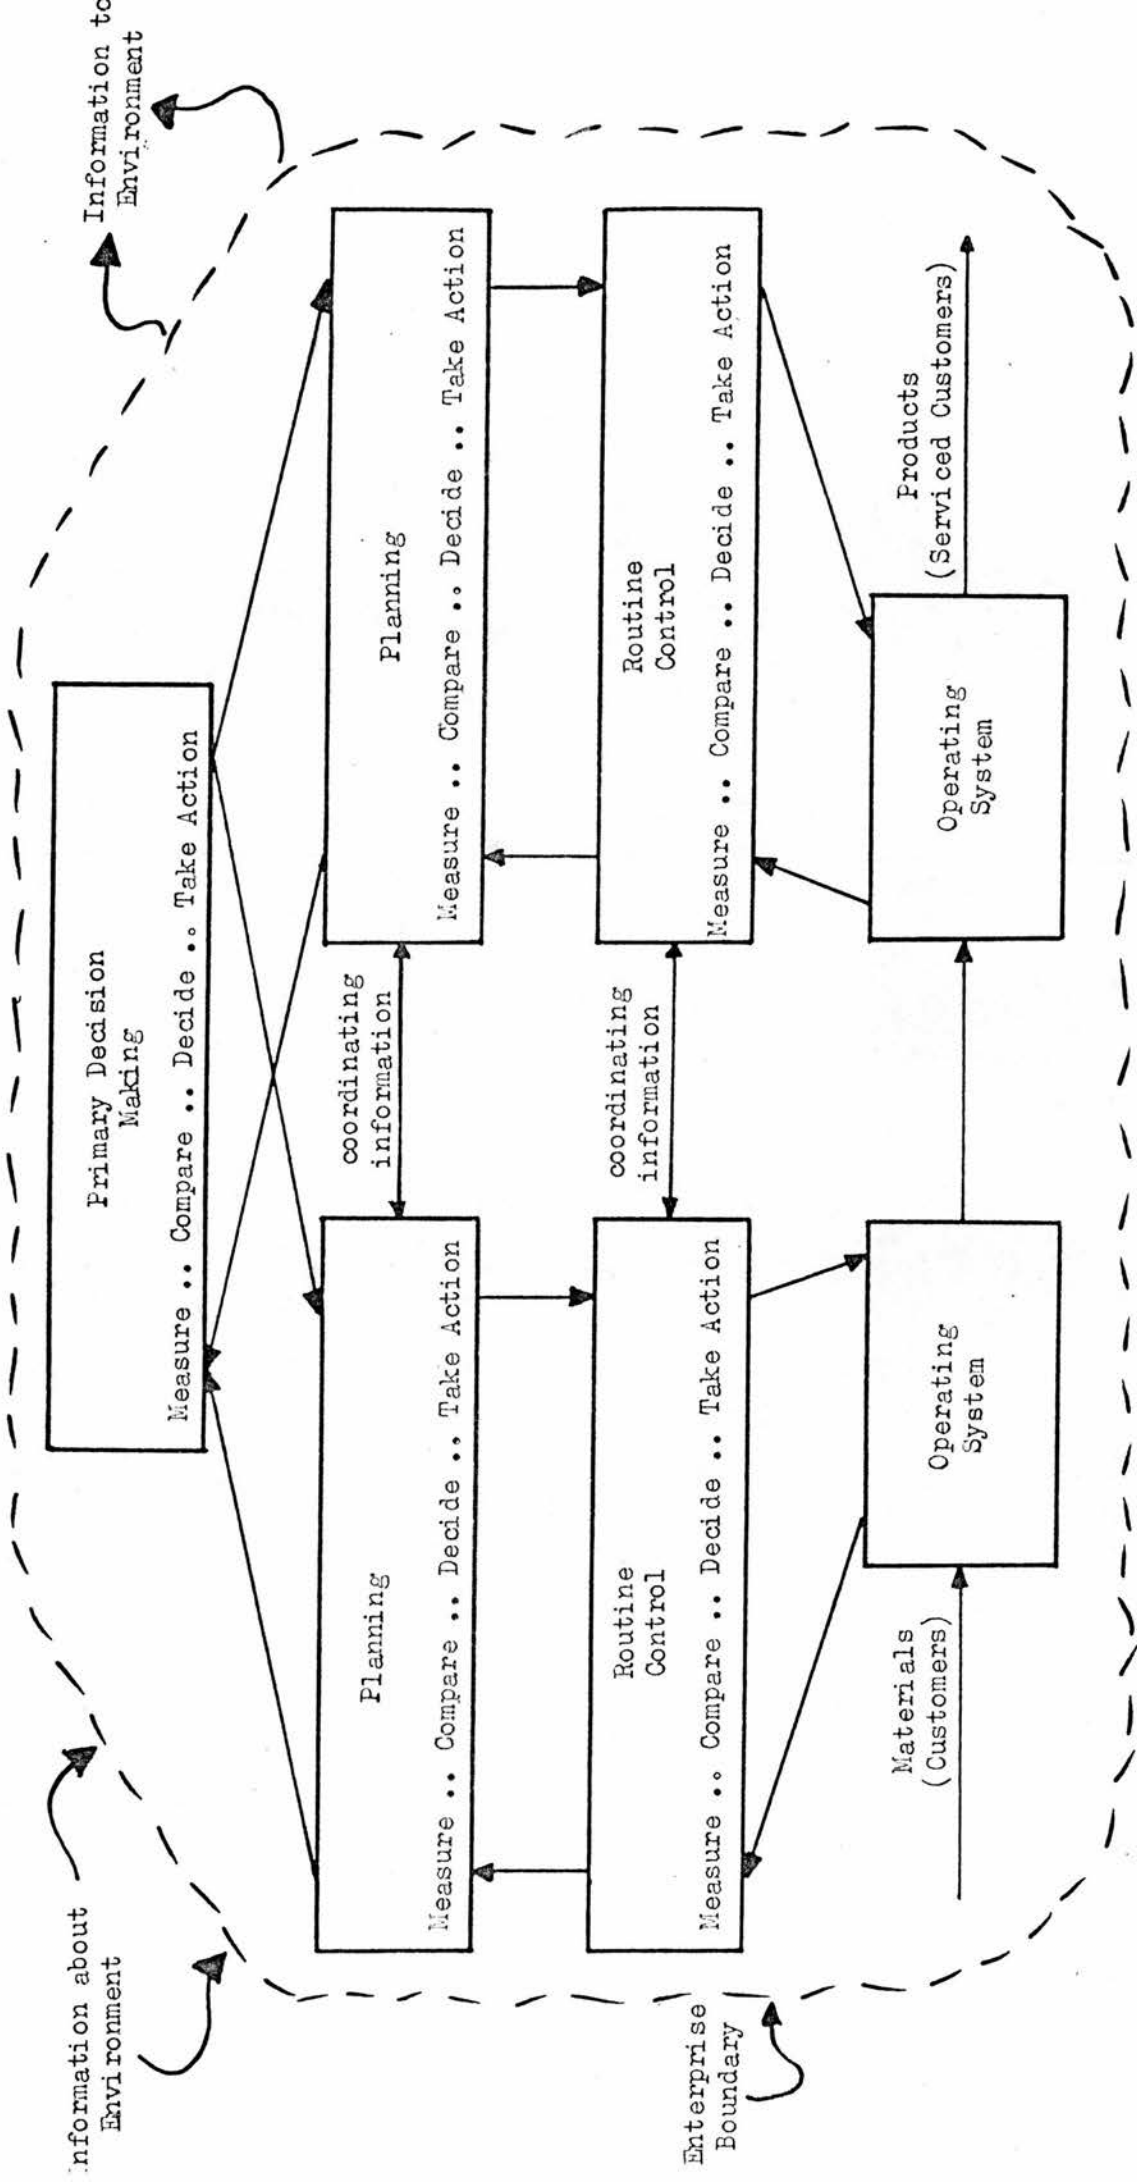 Information to
Environment
Primary Decision
Making
Measure .. Compare .. Decide .. Take Action
nformation about
Environment
Planning
Measure .. Compare .. Decide .. Take Action
coordinating
information
Planning
Measure .. Compare .. Decide .. Take Action
Routine
Control
Measure .. Compare .. Decide .. Take Action
coordinating
information
Routine
Control
Measure .. Compare .. Decide .. Take Action
Enterprise
Boundary
Materials
(Customers)
Operating
System
Operating
System
Products
(Serviced Customers)